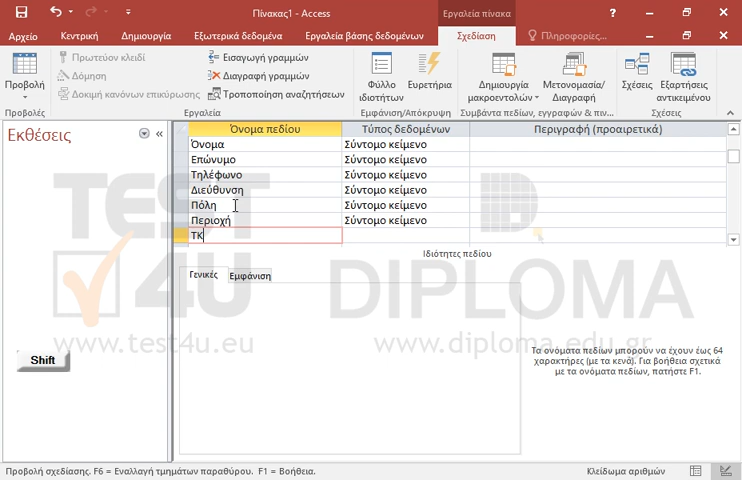 Πίνακας1 - Access
Εργαλεία πίνακα
Αρχείο
Κεντρική
Δημιουργία
Εξωτερικά δεδομένα
Εργαλεία βάσης δεδομένων
Σχεδίαση
Πληροφορίες...
Προβολή
Πρωτεύον κλειδί
Δόμηση
Δοκιμή κανόνων επικύρωσης
Εισαγωγή γραμμών
Διαγραφή γραμμών
Τροποποίηση αναζητήσεων
Φύλλο ιδιοτήτων
Ευρετήρια
Δημιουργία μακροεντολών
Μετονομασία/ Διαγραφή
Σχέσεις
Εξαρτήσεις αντικειμένου
Προβολές
Εργαλεία
Εμφάνιση/Απόκρυψη
Συμβάντα πεδίων, εγγραφών & πιν...
Σχέσεις
Εκθέσεις
Όνομα πεδίου
Τύπος δεδομένων
Περιγραφή (προαιρετικά)
Όνομα Σύντομο κείμενο
Επώνυμο Σύντομο κείμενο
Τηλέφωνο Σύντομο κείμενο
Διεύθυνση Σύντομο κείμενο
Πόλη Σύντομο κείμενο
Περιοχή Σύντομο κείμενο
ΤΚ
Ιδιότητες πεδίου
Γενικές
Εμφάνιση
TEST
4U
DIPLOMA
www.test4u.eu
www.diploma.edu.gr
Shift
Τα ονόματα πεδίων μπορούν να έχουν έως 64
χαρακτήρες (με τα κενά). Για βοήθεια σχετικά
με τα ονόματα πεδίων, πατήστε F1.
Προβολή σχεδίασης. F6 = Εναλλαγή τμημάτων παραθύρου. F1 = Βοήθεια.
Κλείδωμα αριθμών